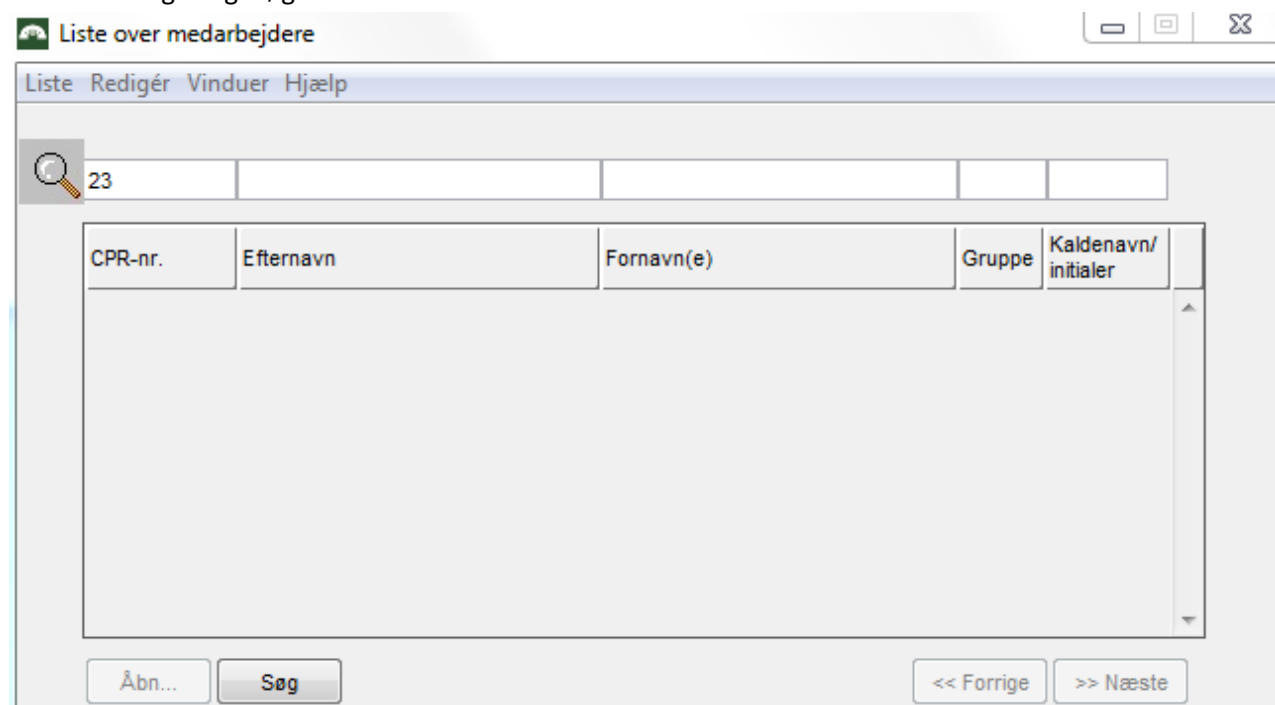 Liste over medarbejdere
Liste Redigér Vinduer Hjælp
23
CPR-nr. Efternavn Fornavn(e) Gruppe Kaldenavn/
initialer
Åbn... Søg << Forrige >> Næste